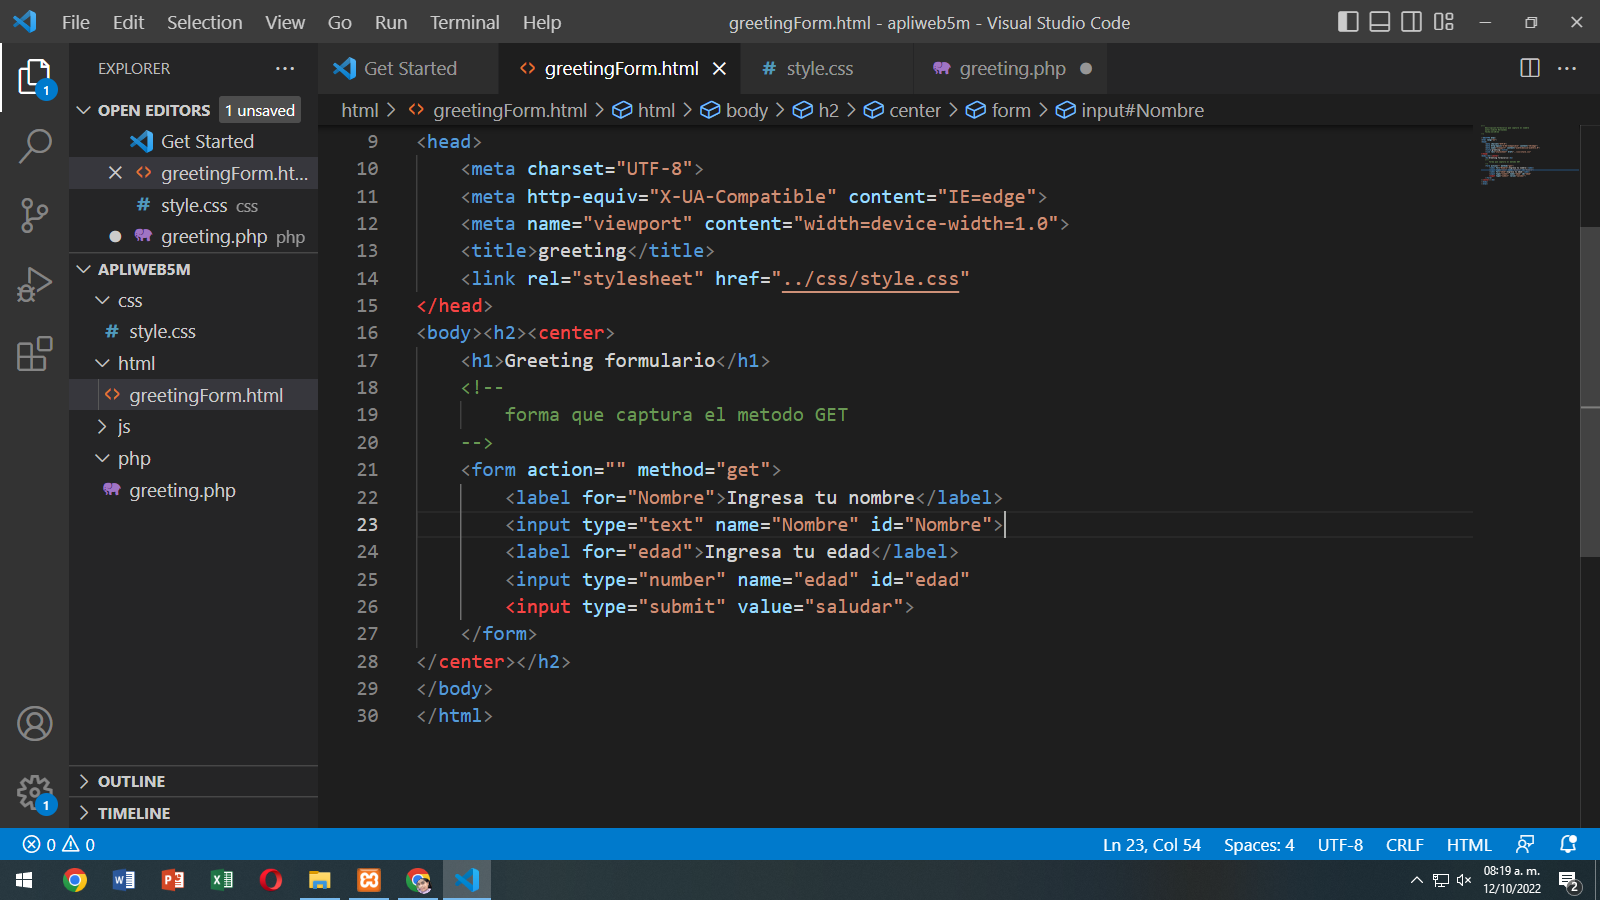 File Edit Selection View Go Run Terminal Help
greetingForm.html - apliweb5m - Visual Studio Code
EXPLORER
OPEN EDITORS 1 unsaved
Get Started
greetingForm.ht...
style.css css
greeting.php php
APLIWEB5M
css
style.css
html
greetingForm.html
js
php
greeting.php
OUTLINE
TIMELINE
1
1
Get Started greetingForm.html style.css greeting.php
html > greetingForm.html > html > body > h2 > center > form > input#Nombre
9 <head>
10 <meta charset="UTF-8">
11 <meta http-equiv="X-UA-Compatible" content="IE=edge">
12 <meta name="viewport" content="width=device-width=1.0">
13 <title>greeting</title>
14 <link rel="stylesheet" href="../css/style.css"
15 </head>
16 <body><h2><center>
17 <h1>Greeting formulario</h1>
18 <!--
19 forma que captura el metodo GET
20 -->
21 <form action="" method="get">
22 <label for="Nombre">Ingresa tu nombre</label>
23 <input type="text" name="Nombre" id="Nombre">
24 <label for="edad">Ingresa tu edad</label>
25 <input type="number" name="edad" id="edad"
26 <input type="submit" value="saludar">
27 </form>
28 </center></h2>
29 </body>
30 </html>
0 0
Ln 23, Col 54 Spaces: 4 UTF-8 CRLF HTML
08:19 a. m.
12/10/2022
2